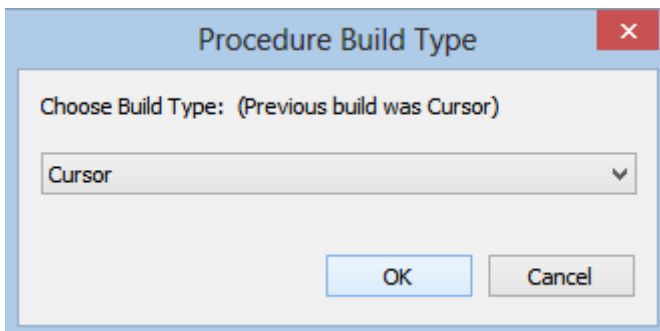 Procedure Build Type
Choose Build Type: (Previous build was Cursor)
Cursor
OK Cancel